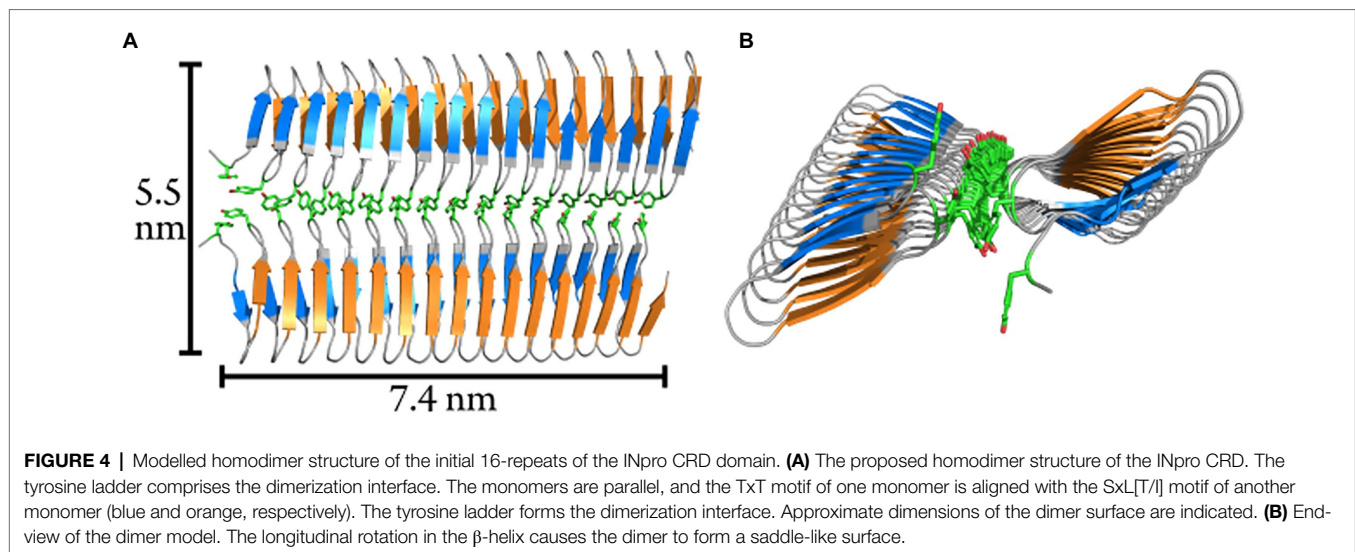 A
B
5.5
nm
7.4 nm
FIGURE 4 | Modelled homodimer structure of the initial 16-repeats of the INpro CRD domain. (A) The proposed homodimer structure of the INpro CRD. The
tyrosine ladder comprises the dimerization interface. The monomers are parallel, and the TxT motif of one monomer is aligned with the SxL[T/I] motif of another
monomer (blue and orange, respectively). The tyrosine ladder forms the dimerization interface. Approximate dimensions of the dimer surface are indicated. (B) End-
view of the dimer model. The longitudinal rotation in the β-helix causes the dimer to form a saddle-like surface.